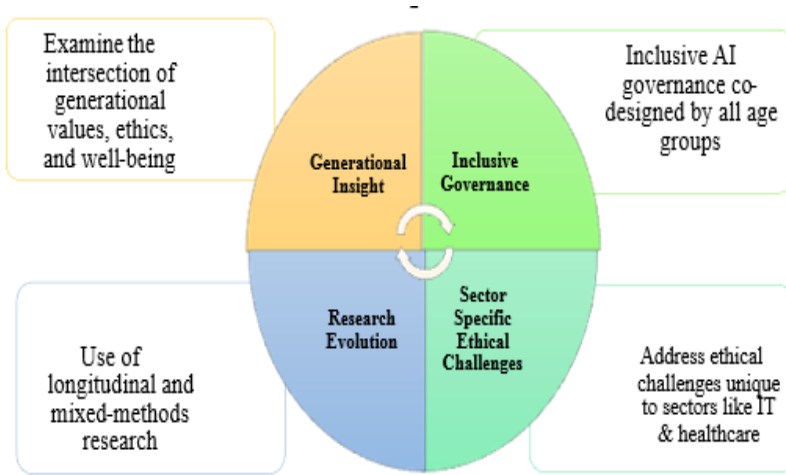 Examine the
intersection of
generational
values, ethics,
and well-being
Inclusive AI
governance co-
designed by all age
groups
Generational
Insight
Inclusive
Governance
Research
Evolution
Sector
Specific
Ethical
Challenges
Use of
longitudinal and
mixed-methods
research
Address ethical
challenges unique
to sectors like IT
& healthcare